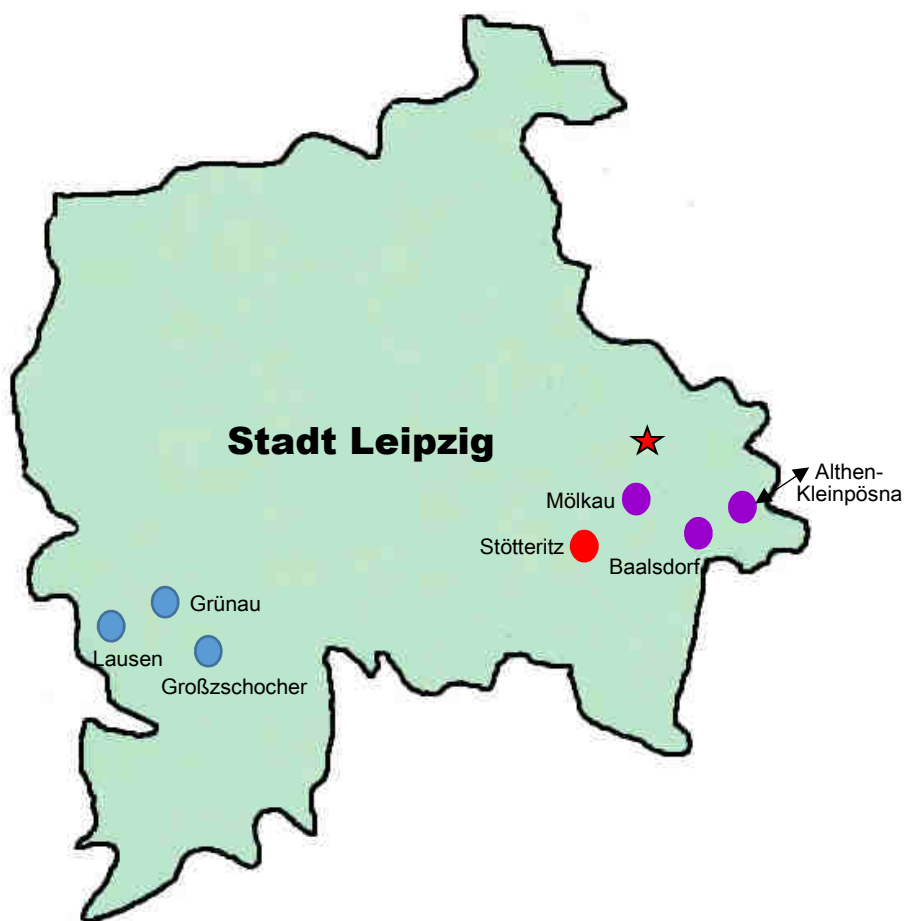 Stadt Leipzig
Althen-
Kleinpösna
Mölkau
Stötteritz
Baalsdorf
Grünau
Lausen
Großzschocher